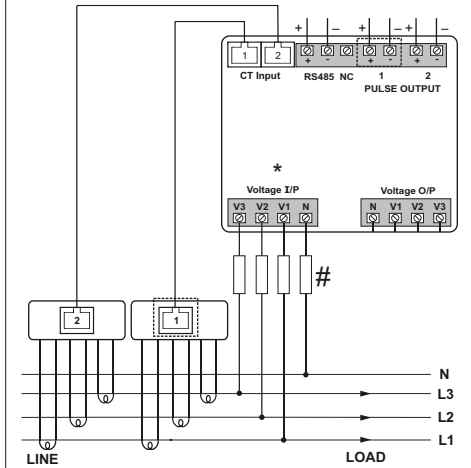 + – + – + –
1 2
+ - + - + -
CT Input RS485 NC 1 2
PULSE OUTPUT
*
Voltage I/P Voltage O/P
V3 V2 V1 N N V1 V2 V3
#
2 1
N
L3
L2
L1
LINE LOAD